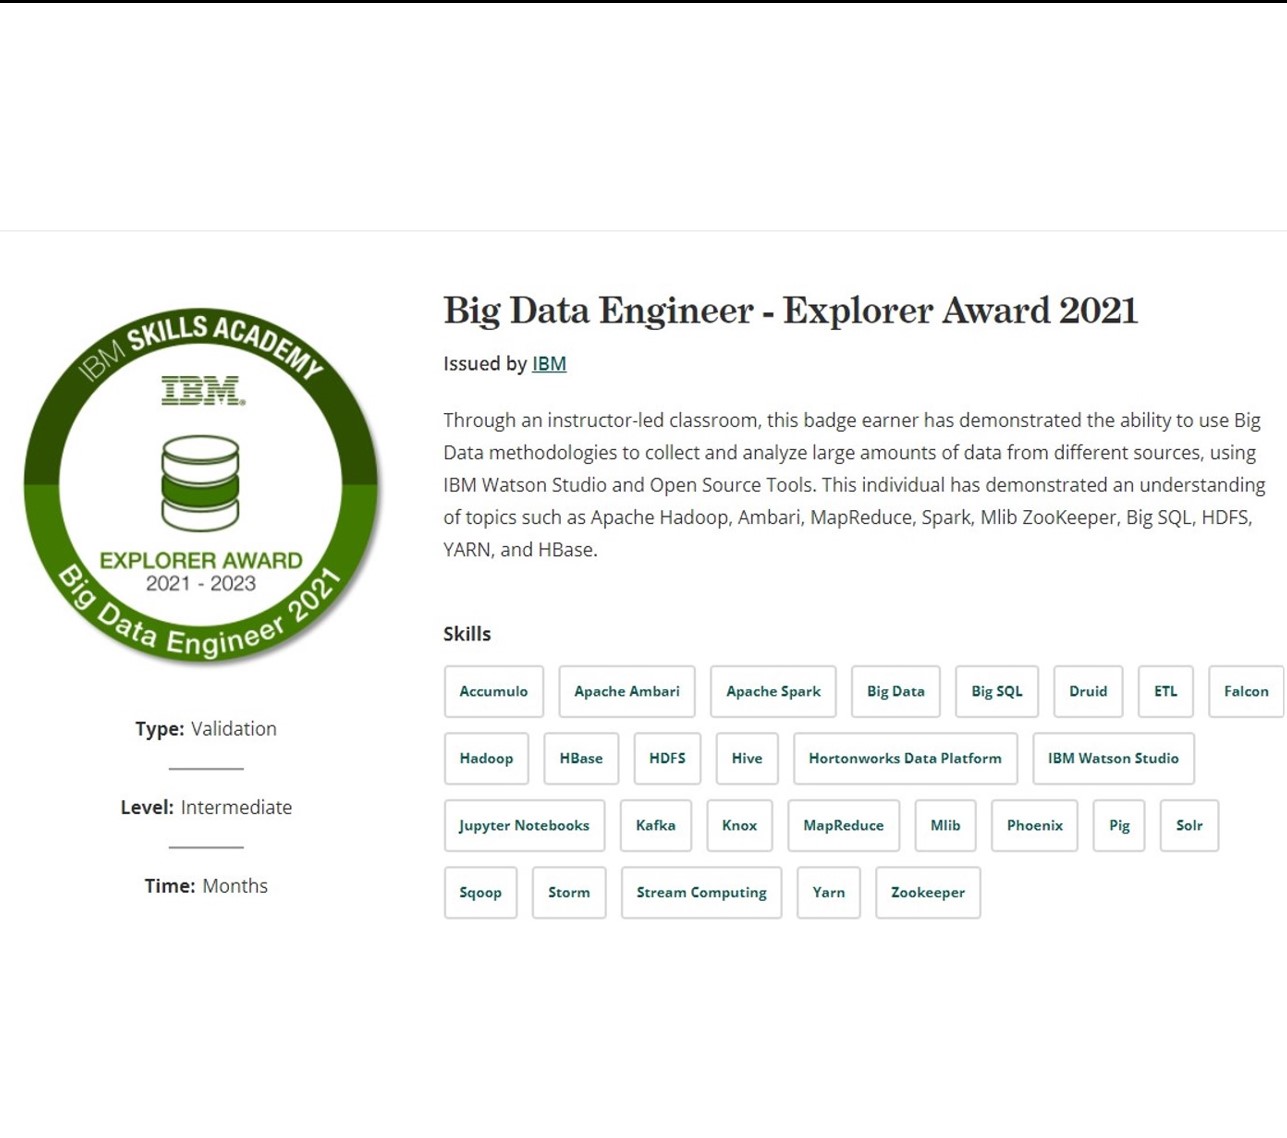 IBM SKILLS ACADEMY
IBM®
EXPLORER AWARD
2021 - 2023
Big Data Engineer 2021
Type: Validation
Level: Intermediate
Time: Months
Big Data Engineer - Explorer Award 2021
Issued by IBM
Through an instructor-led classroom, this badge earner has demonstrated the ability to use Big
Data methodologies to collect and analyze large amounts of data from different sources, using
IBM Watson Studio and Open Source Tools. This individual has demonstrated an understanding
of topics such as Apache Hadoop, Ambari, MapReduce, Spark, Mlib ZooKeeper, Big SQL, HDFS,
YARN, and HBase.
Skills
Accumulo Apache Ambari Apache Spark Big Data Big SQL Druid ETL Falcon
Hadoop HBase HDFS Hive Hortonworks Data Platform IBM Watson Studio
Jupyter Notebooks Kafka Knox MapReduce Mlib Phoenix Pig Solr
Sqoop Storm Stream Computing Yarn Zookeeper